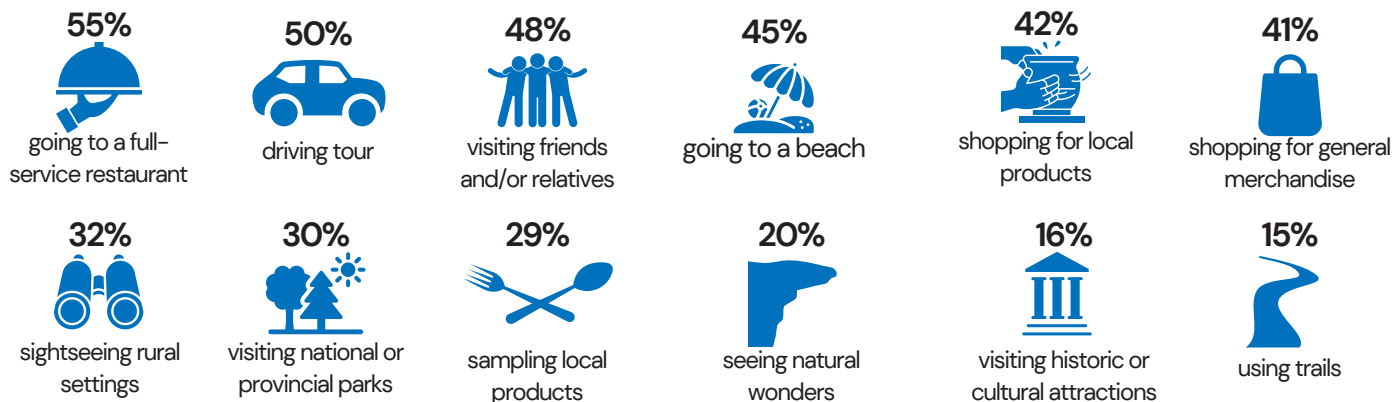 55%
going to a full-
service restaurant
50%
driving tour
48%
visiting friends
and/or relatives
45%
going to a beach
42%
shopping for local
products
41%
shopping for general
merchandise
32%
sightseeing rural
settings
30%
visiting national or
provincial parks
29%
sampling local
products
20%
seeing natural
wonders
16%
visiting historic or
cultural attractions
15%
using trails